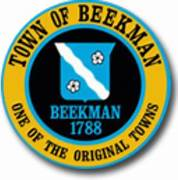 TOWN OF BEEKMAN
BEEKMAN
1788
ONE OF THE ORIGINAL TOWNS